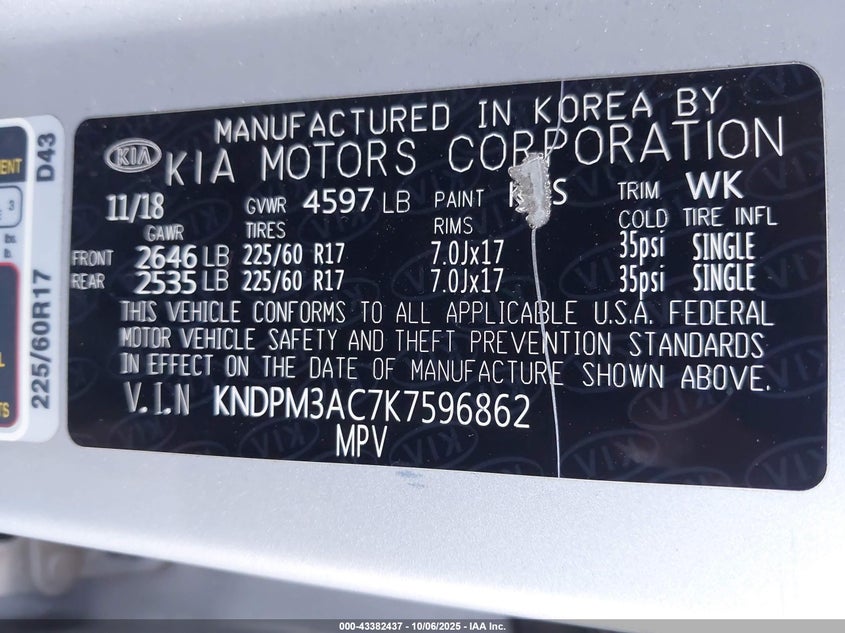 MANUFACTURED IN KOREA BY
KIA KIA MOTORS CORPORATION
11/18 GVWR 4597 LB PAINT TRIM WK
GAWR TIRES RIMS COLD TIRE INFL
FRONT 2646 LB 225/60 R17 7.0Jx17 35psi SINGLE
REAR 2535 LB 225/60 R17 7.0Jx17 35psi SINGLE
THIS VEHICLE CONFORMS TO ALL APPLICABLE U.S.A. FEDERAL
MOTOR VEHICLE SAFETY AND THEFT PREVENTION STANDARDS
IN EFFECT ON THE DATE OF MANUFACTURE SHOWN ABOVE.
V.I.N KNDPM3AC7K7596862
MPV
D43
225/60R17
000-43382437 | 10/06/2025 | IAA Inc.